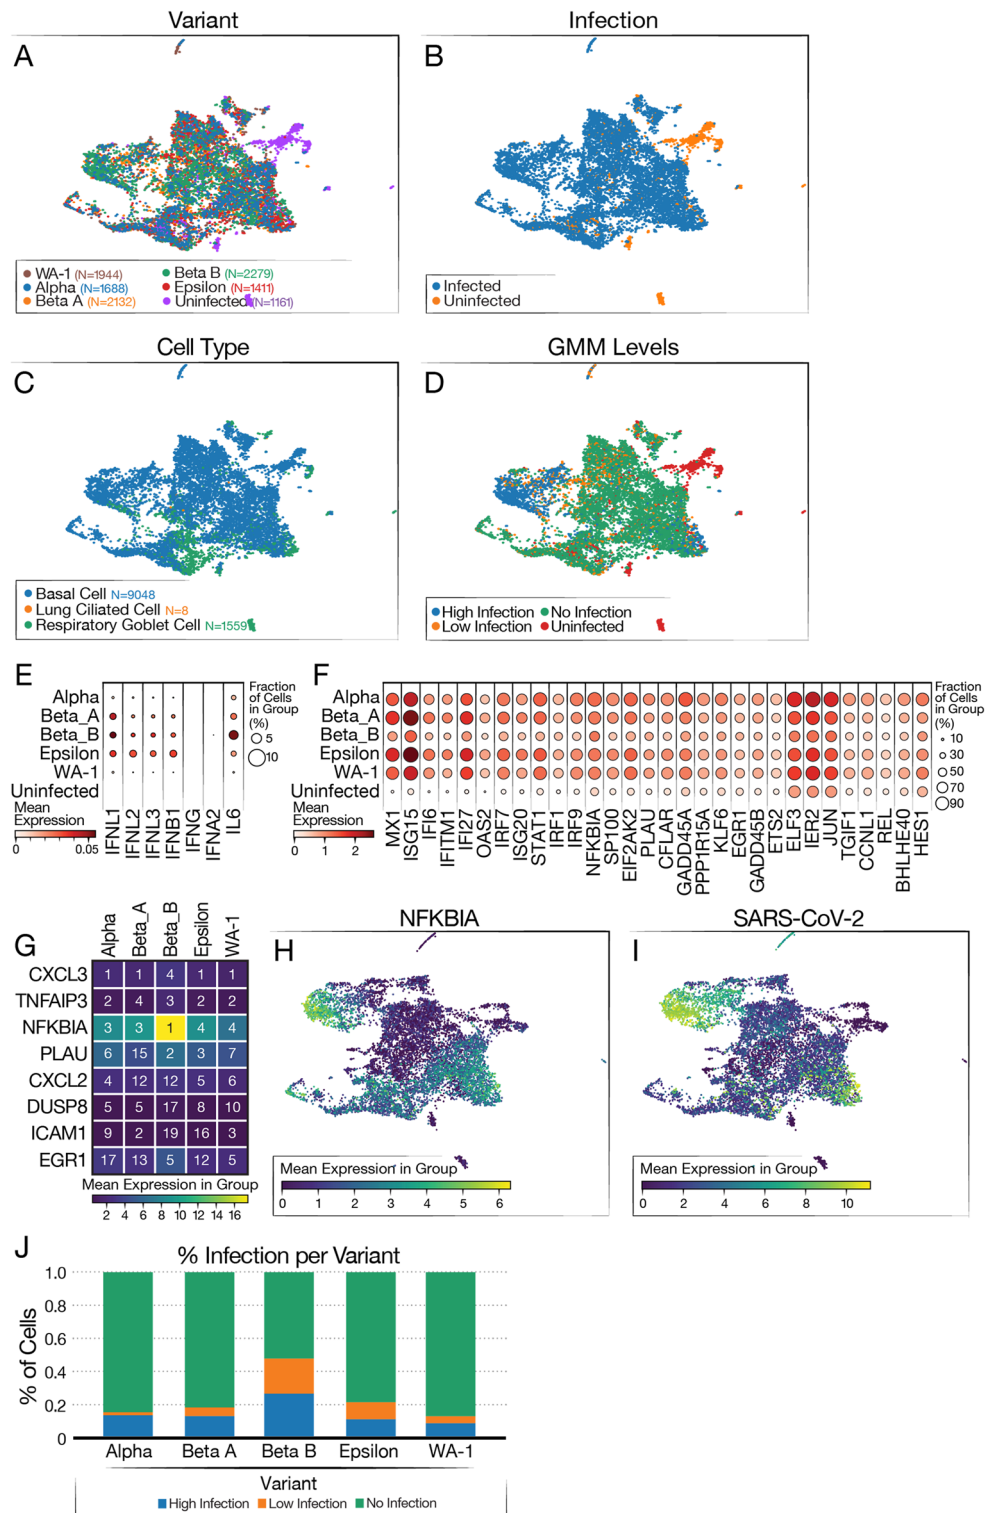 Variant
Infection
A
B
WA-1 (N=1944)
Alpha (N=1688)
Beta A (N=2132)
Beta B (N=2279)
Epsilon (N=1411)
Uninfected (N=1161)
Infected
Uninfected
Cell Type
GMM Levels
C
D
Basal Cell N=9048
Lung Ciliated Cell N=8
Respiratory Goblet Cell N=1559
High Infection
Low Infection
No Infection
Uninfected
E
Alpha
Beta_A
Beta_B
Epsilon
WA-1
Uninfected
Fraction
of Cells
in Group
(%)
5
10
Mean
Expression
0 0.05
IFNL1
IFNL2
IFNL3
IFNB1
IFNG
IFNA2
IL6
F
Alpha
Beta_A
Beta_B
Epsilon
WA-1
Uninfected
Fraction
of Cells
in Group
(%)
10
30
50
70
90
Mean
Expression
0 1 2
MX1
ISG15
IFI6
IFITM1
IFI27
OAS2
IRF7
ISG20
STAT1
IRF1
IRF9
NFKBIA
SP100
EIF2AK2
PLAU
CFLAR
GADD45A
PPP1R15A
KLF6
EGR1
GADD45B
ETS2
ELF3
IER2
JUN
TGIF1
CCNL1
REL
BHLHE40
HES1
G
Alpha
Beta_A
Beta_B
Epsilon
WA-1
CXCL3 1 1 4 1 1
TNFAIP3 2 4 3 2 2
NFKBIA 3 3 1 4 4
PLAU 6 15 2 3 7
CXCL2 4 12 12 5 6
DUSP8 5 5 17 8 10
ICAM1 9 2 19 16 3
EGR1 17 13 5 12 5
Mean Expression in Group
2 4 6 8 10 12 14 16
NFKBIA
H
Mean Expression in Group
0 1 2 3 4 5 6
SARS-CoV-2
I
Mean Expression in Group
0 2 4 6 8 10
J
% Infection per Variant
% of Cells
1.0
0.8
0.6
0.4
0.2
0
Alpha Beta A Beta B Epsilon WA-1
Variant
High Infection Low Infection No Infection